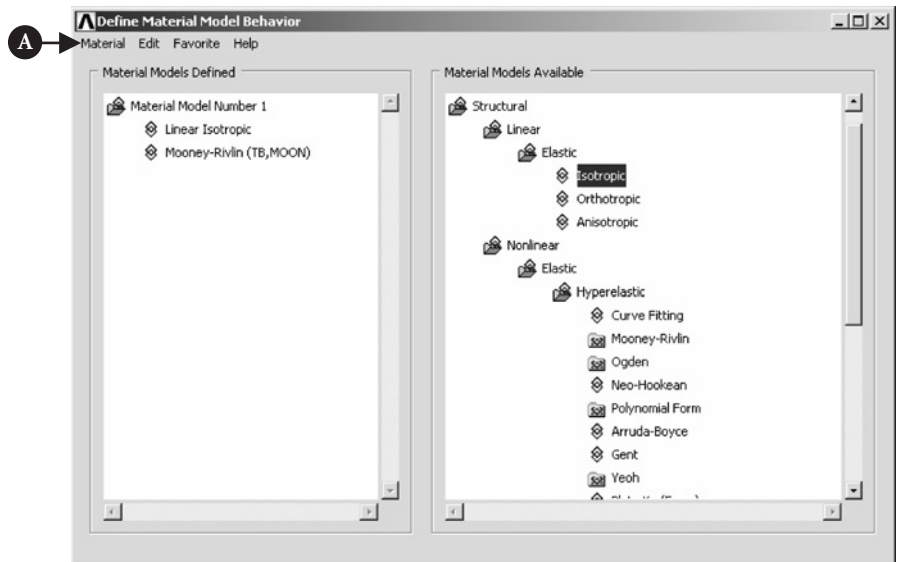 Define Material Model Behavior
A
Material Edit Favorite Help
Material Models Defined
Material Model Number 1
Linear Isotropic
Mooney-Rivlin (TB,MOON)
Material Models Available
Structural
Linear
Elastic
Isotropic
Orthotropic
Anisotropic
Nonlinear
Elastic
Hyperelastic
Curve Fitting
Mooney-Rivlin
Ogden
Neo-Hookean
Polynomial Form
Arruda-Boyce
Gent
Yeoh